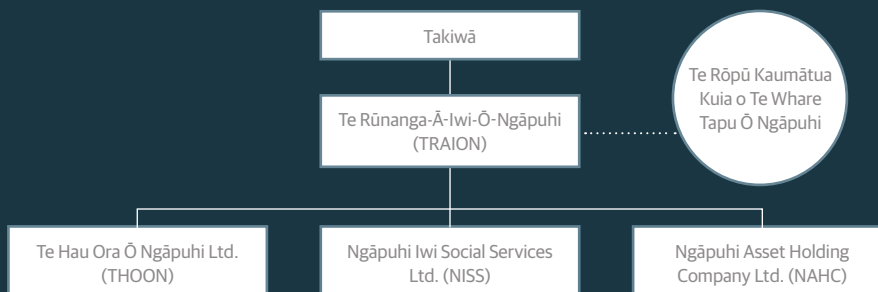 Takiwā
Te Rūnanga-Ā-Iwi-Ō-Ngāpuhi
(TRAION)
Te Rōpū Kaumātua
Kuia o Te Whare
Tapu Ō Ngāpuhi
Te Hau Ora Ō Ngāpuhi Ltd.
(THOON)
Ngāpuhi Iwi Social Services
Ltd. (NISS)
Ngāpuhi Asset Holding
Company Ltd. (NAHC)